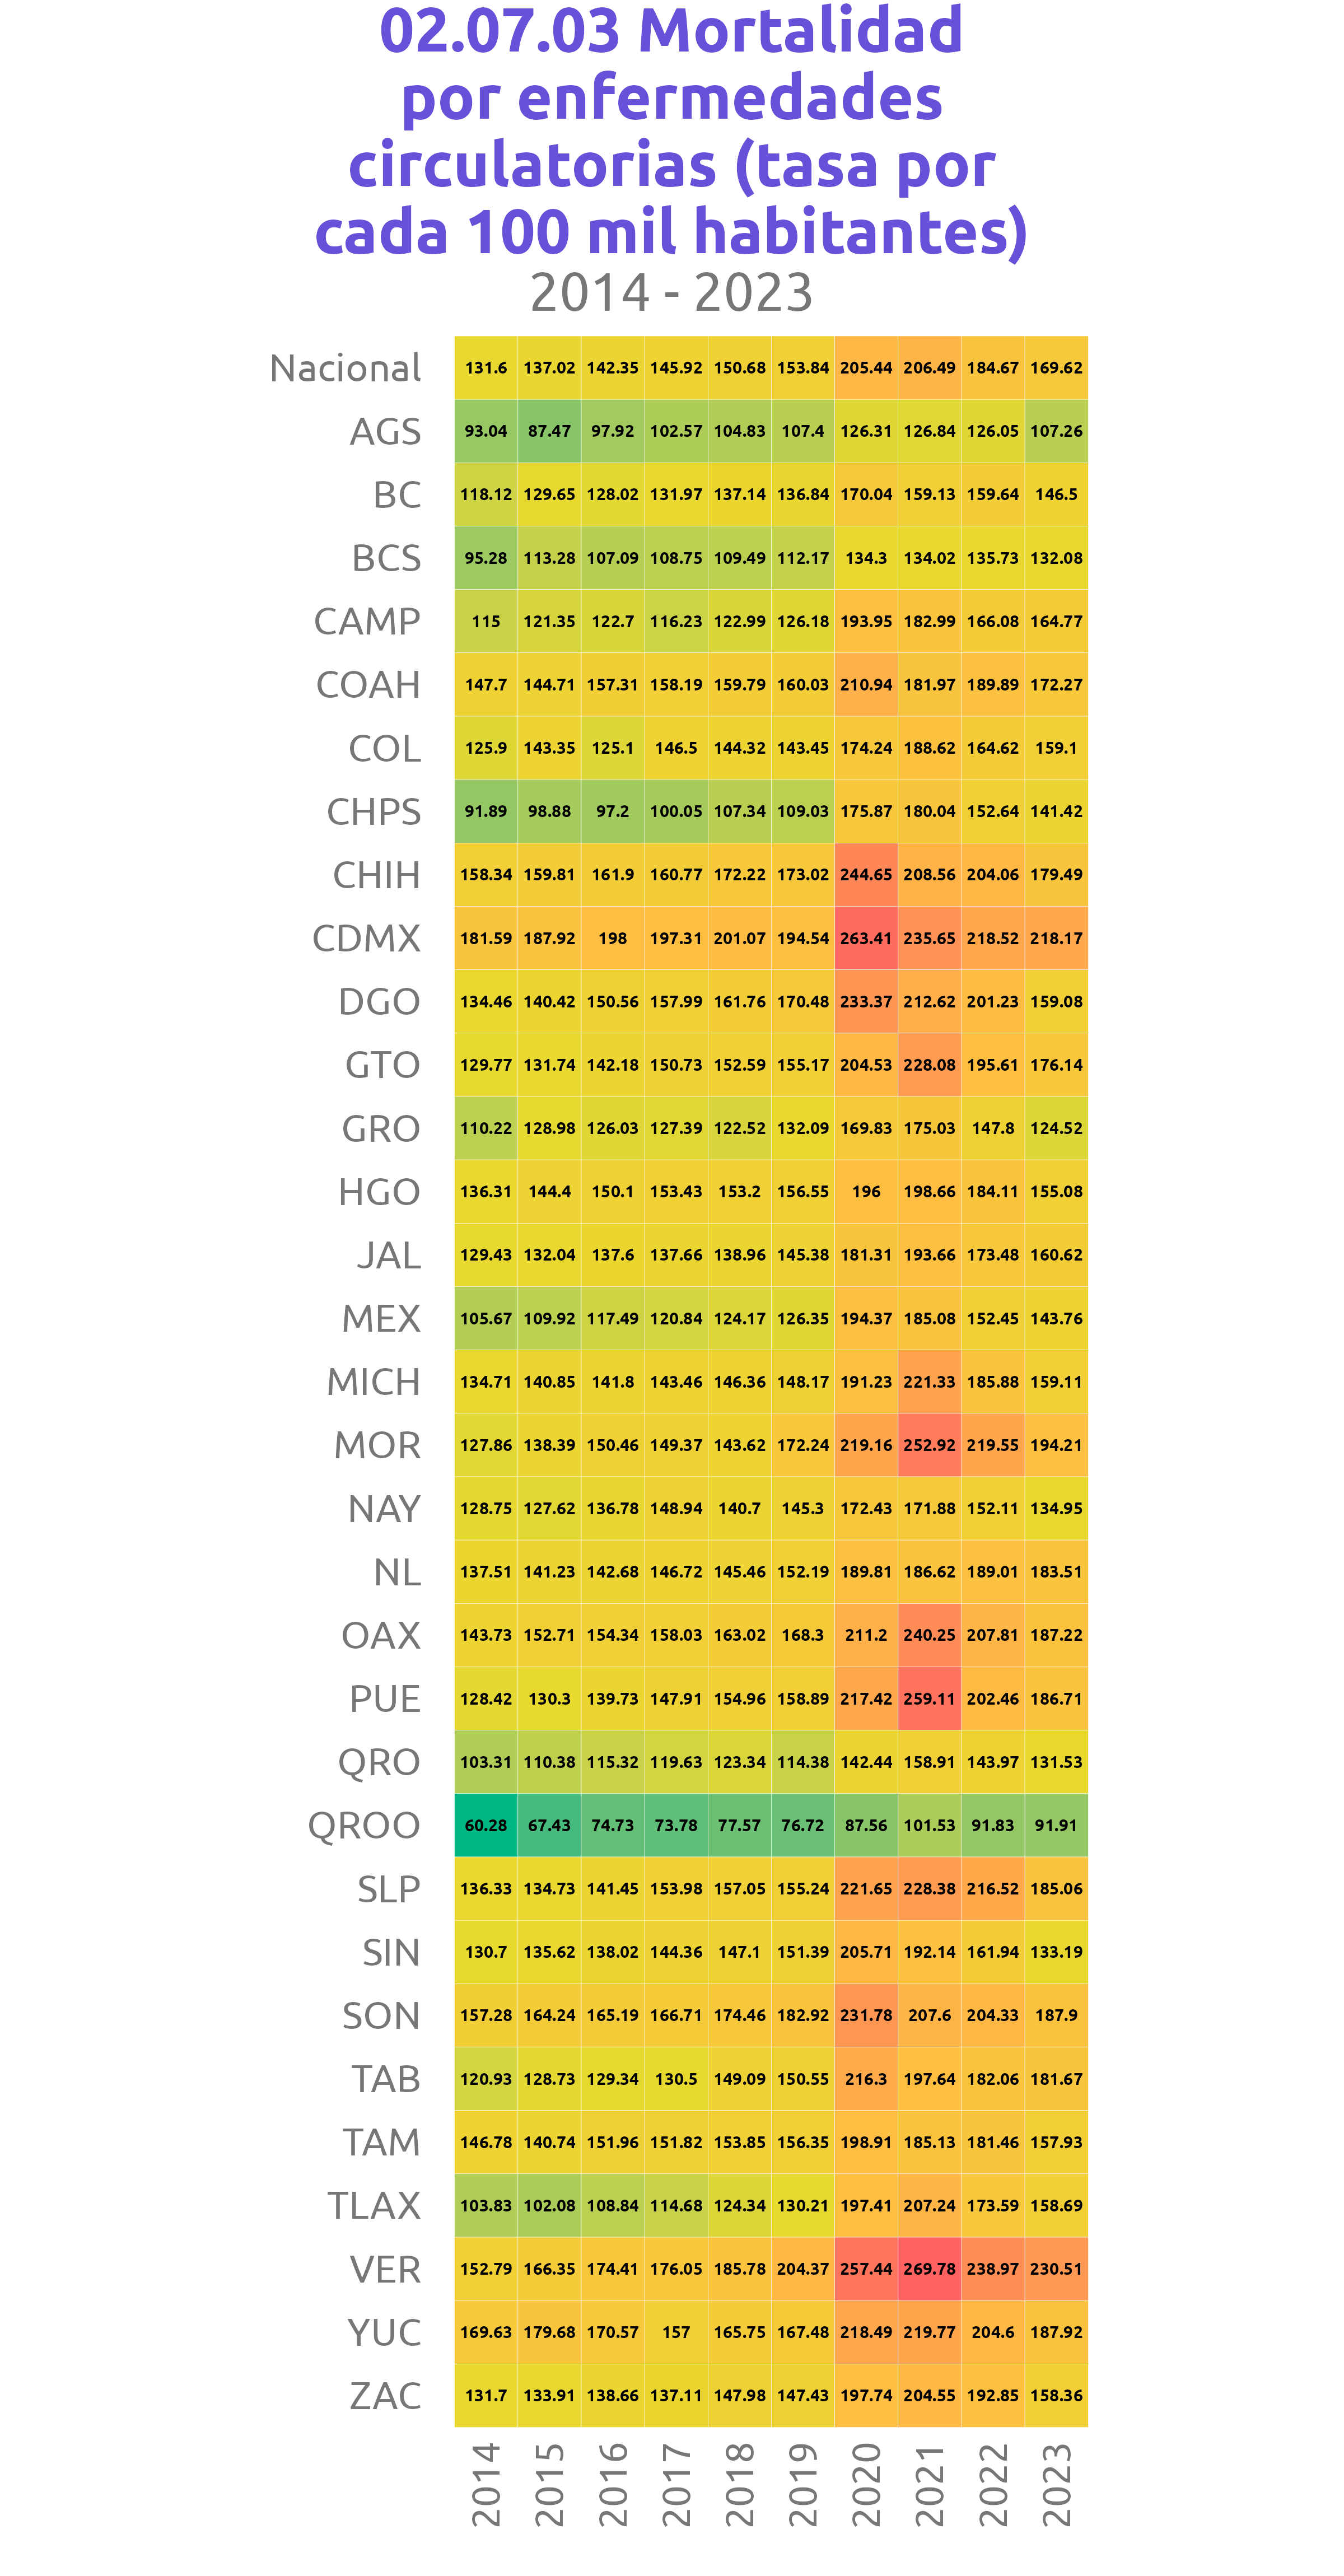 02.07.03 Mortalidad
por enfermedades
circulatorias (tasa por
cada 100 mil habitantes)
2014 - 2023
Nacional 131.6 137.02 142.35 145.92 150.68 153.84 205.44 206.49 184.67 169.62
AGS 93.04 87.47 97.92 102.57 104.83 107.4 126.31 126.84 126.05 107.26
BC 118.12 129.65 128.02 131.97 137.14 136.84 170.04 159.13 159.64 146.5
BCS 95.28 113.28 107.09 108.75 109.49 112.17 134.3 134.02 135.73 132.08
CAMP 115 121.35 122.7 116.23 122.99 126.18 193.95 182.99 166.08 164.77
COAH 147.7 144.71 157.31 158.19 159.79 160.03 210.94 181.97 189.89 172.27
COL 125.9 143.35 125.1 146.5 144.32 143.45 174.24 188.62 164.62 159.1
CHPS 91.89 98.88 97.2 100.05 107.34 109.03 175.87 180.04 152.64 141.42
CHIH 158.34 159.81 161.9 160.77 172.22 173.02 244.65 208.56 204.06 179.49
CDMX 181.59 187.92 198 197.31 201.07 194.54 263.41 235.65 218.52 218.17
DGO 134.46 140.42 150.56 157.99 161.76 170.48 233.37 212.62 201.23 159.08
GTO 129.77 131.74 142.18 150.73 152.59 155.17 204.53 228.08 195.61 176.14
GRO 110.22 128.98 126.03 127.39 122.52 132.09 169.83 175.03 147.8 124.52
HGO 136.31 144.4 150.1 153.43 153.2 156.55 196 198.66 184.11 155.08
JAL 129.43 132.04 137.6 137.66 138.96 145.38 181.31 193.66 173.48 160.62
MEX 105.67 109.92 117.49 120.84 124.17 126.35 194.37 185.08 152.45 143.76
MICH 134.71 140.85 141.8 143.46 146.36 148.17 191.23 221.33 185.88 159.11
MOR 127.86 138.39 150.46 149.37 143.62 172.24 219.16 252.92 219.55 194.21
NAY 128.75 127.62 136.78 148.94 140.7 145.3 172.43 171.88 152.11 134.95
NL 137.51 141.23 142.68 146.72 145.46 152.19 189.81 186.62 189.01 183.51
OAX 143.73 152.71 154.34 158.03 163.02 168.3 211.2 240.25 207.81 187.22
PUE 128.42 130.3 139.73 147.91 154.96 158.89 217.42 259.11 202.46 186.71
QRO 103.31 110.38 115.32 119.63 123.34 114.38 142.44 158.91 143.97 131.53
QROO 60.28 67.43 74.73 73.78 77.57 76.72 87.56 101.53 91.83 91.91
SLP 136.33 134.73 141.45 153.98 157.05 155.24 221.65 228.38 216.52 185.06
SIN 130.7 135.62 138.02 144.36 147.1 151.39 205.71 192.14 161.94 133.19
SON 157.28 164.24 165.19 166.71 174.46 182.92 231.78 207.6 204.33 187.9
TAB 120.93 128.73 129.34 130.5 149.09 150.55 216.3 197.64 182.06 181.67
TAM 146.78 140.74 151.96 151.82 153.85 156.35 198.91 185.13 181.46 157.93
TLAX 103.83 102.08 108.84 114.68 124.34 130.21 197.41 207.24 173.59 158.69
VER 152.79 166.35 174.41 176.05 185.78 204.37 257.44 269.78 238.97 230.51
YUC 169.63 179.68 170.57 157 165.75 167.48 218.49 219.77 204.6 187.92
ZAC 131.7 133.91 138.66 137.11 147.98 147.43 197.74 204.55 192.85 158.36
2014 2015 2016 2017 2018 2019 2020 2021 2022 2023